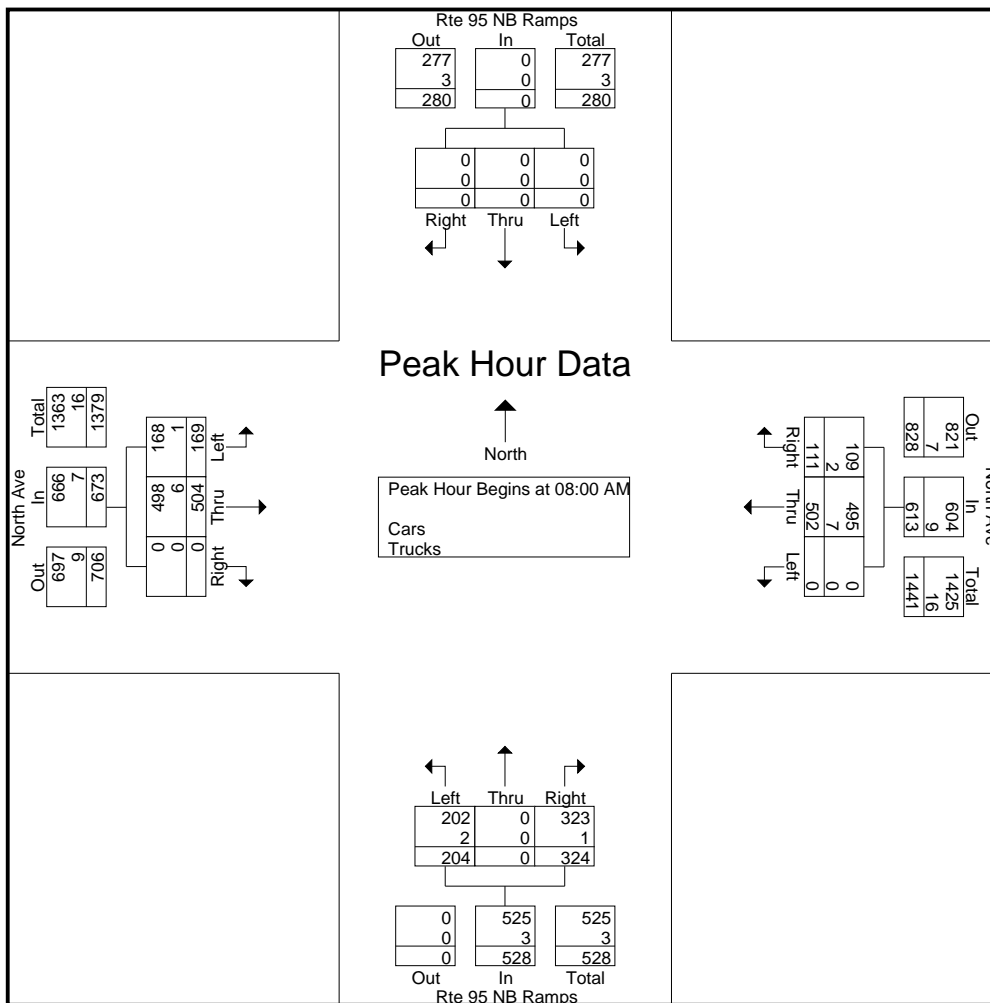 Rte 95 NB Ramps
Out In Total
277 0 277
3 0 3
280 0 280
0 0 0
0 0 0
0 0 0
Right Thru Left
Peak Hour Data
North
Peak Hour Begins at 08:00 AM
Cars
Trucks
North Ave
Total In Out
1379 673 706
16 7 9
1363 666 697
Left Thru Right
169 504 0
1 6 0
168 498 0
Right Thru Left
109 495 0
2 7 0
111 502 0
Out In Total
821 604 1425
7 9 16
828 613 1441
North Ave
Left Thru Right
202 0 323
2 0 1
204 0 324
0 525 525
0 3 3
0 528 528
Out In Total
Rte 95 NB Ramps